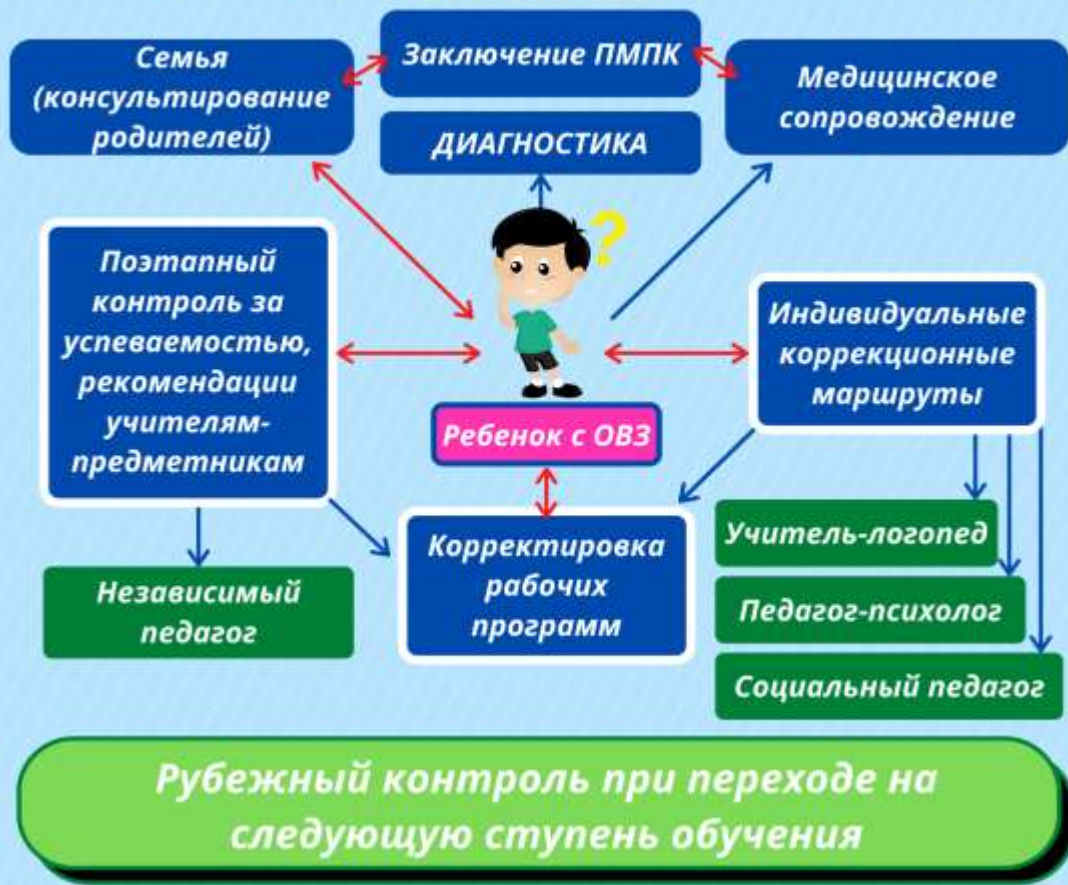 Семья
(консультирование
родителей)
Заключение ПМПК
Медицинское
сопровождение
ДИАГНОСТИКА
?
Поэтапный
контроль за
успеваемостью,
рекомендации
учителям-
предметникам
Индивидуальные
коррекционные
маршруты
Ребенок с ОВЗ
Корректировка
рабочих
программ
Учитель-логопед
Независимый
педагог
Педагог-психолог
Социальный педагог
Рубежный контроль при переходе на
следующую ступень обучения